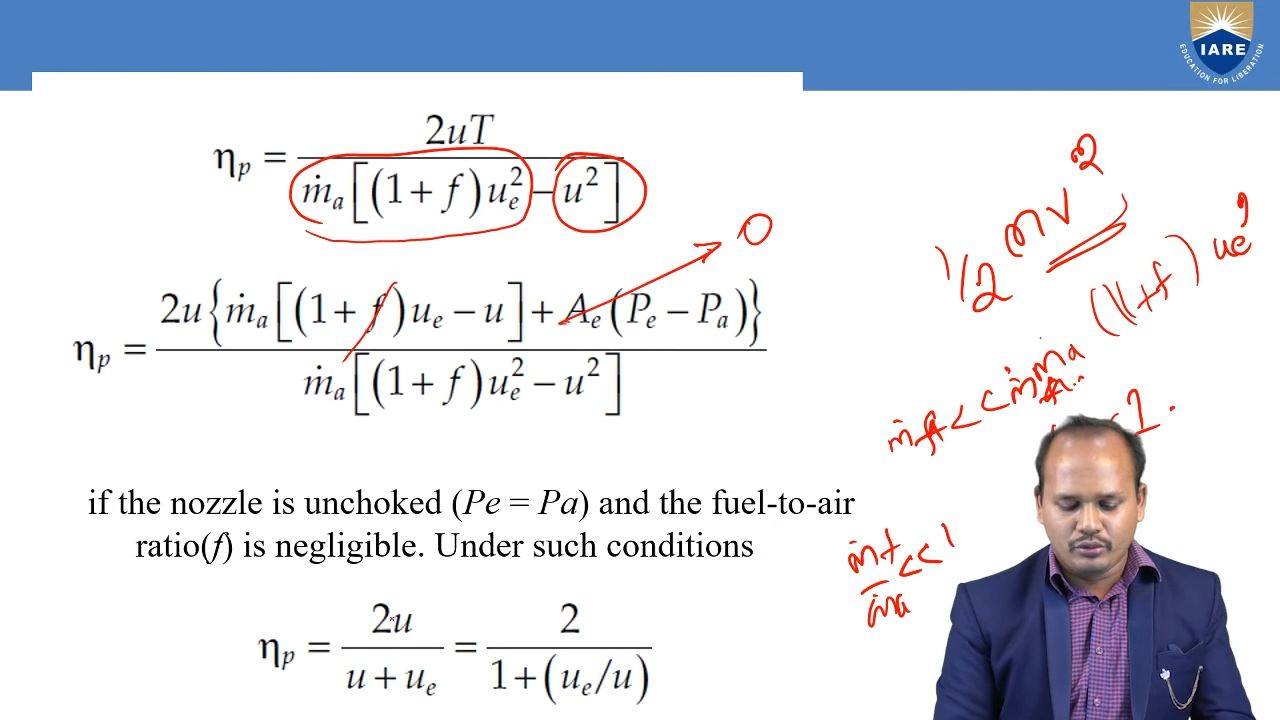 IARE
EDUCATION FOR LIBERATION
ηp = 2uT / ṁa[(1 + f)ue² − u²]
O
1/2 mv²
(1+f) ue²
ηp = 2u{ṁa[(1 + f)ue − u] + Ae(Pe − Pa)} / ṁa[(1 + f)ue² − u²]
ṁf << ṁa
1.
if the nozzle is unchoked (Pe = Pa) and the fuel-to-air
ratio(f) is negligible. Under such conditions
ṁf/ṁa << 1
ηp = 2u / (u + ue) = 2 / (1 + (ue/u))